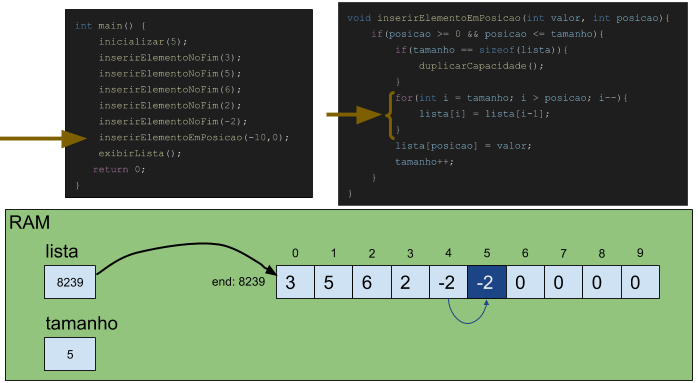 int main() {
inicializar(5);
inserirElementoNoFim(3);
inserirElementoNoFim(5);
inserirElementoNoFim(6);
inserirElementoNoFim(2);
inserirElementoNoFim(-2);
inserirElementoEmPosicao(-10,0);
exibirLista();
return 0;
}
void inserirElementoEmPosicao(int valor, int posicao){
if(posicao >= 0 && posicao <= tamanho){
if(tamanho == sizeof(lista)){
duplicarCapacidade();
}
for(int i = tamanho; i > posicao; i--){
lista[i] = lista[i-1];
}
lista[posicao] = valor;
tamanho++;
}
}
RAM
lista
8239
0 1 2 3 4 5 6 7 8 9
end: 8239
3 5 6 2 -2 -2 0 0 0 0
tamanho
5